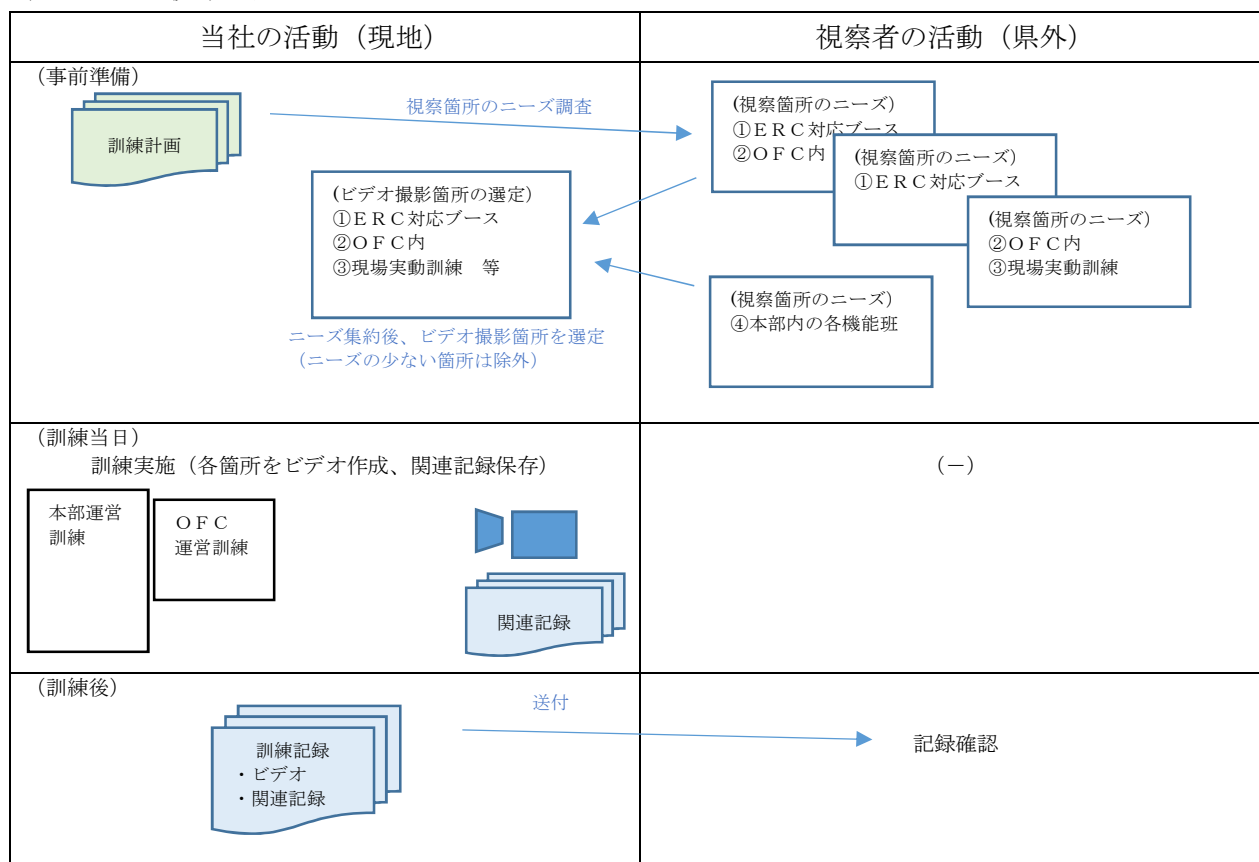 当社の活動（現地）
視察者の活動（県外）
（事前準備）
訓練計画
視察箇所のニーズ調査
(ビデオ撮影箇所の選定）
①ＥＲＣ対応ブース
②ＯＦＣ内
③現場実動訓練　等
ニーズ集約後、ビデオ撮影箇所を選定
（ニーズの少ない箇所は除外）
(視察箇所のニーズ）
①ＥＲＣ対応ブース
②ＯＦＣ内
(視察箇所のニーズ）
①ＥＲＣ対応ブース
(視察箇所のニーズ）
②ＯＦＣ内
③現場実動訓練
(視察箇所のニーズ）
④本部内の各機能班
（訓練当日）
訓練実施（各箇所をビデオ作成、関連記録保存）
本部運営
訓練
ＯＦＣ
運営訓練
関連記録
（－）
（訓練後）
訓練記録
・ビデオ
・関連記録
送付
記録確認